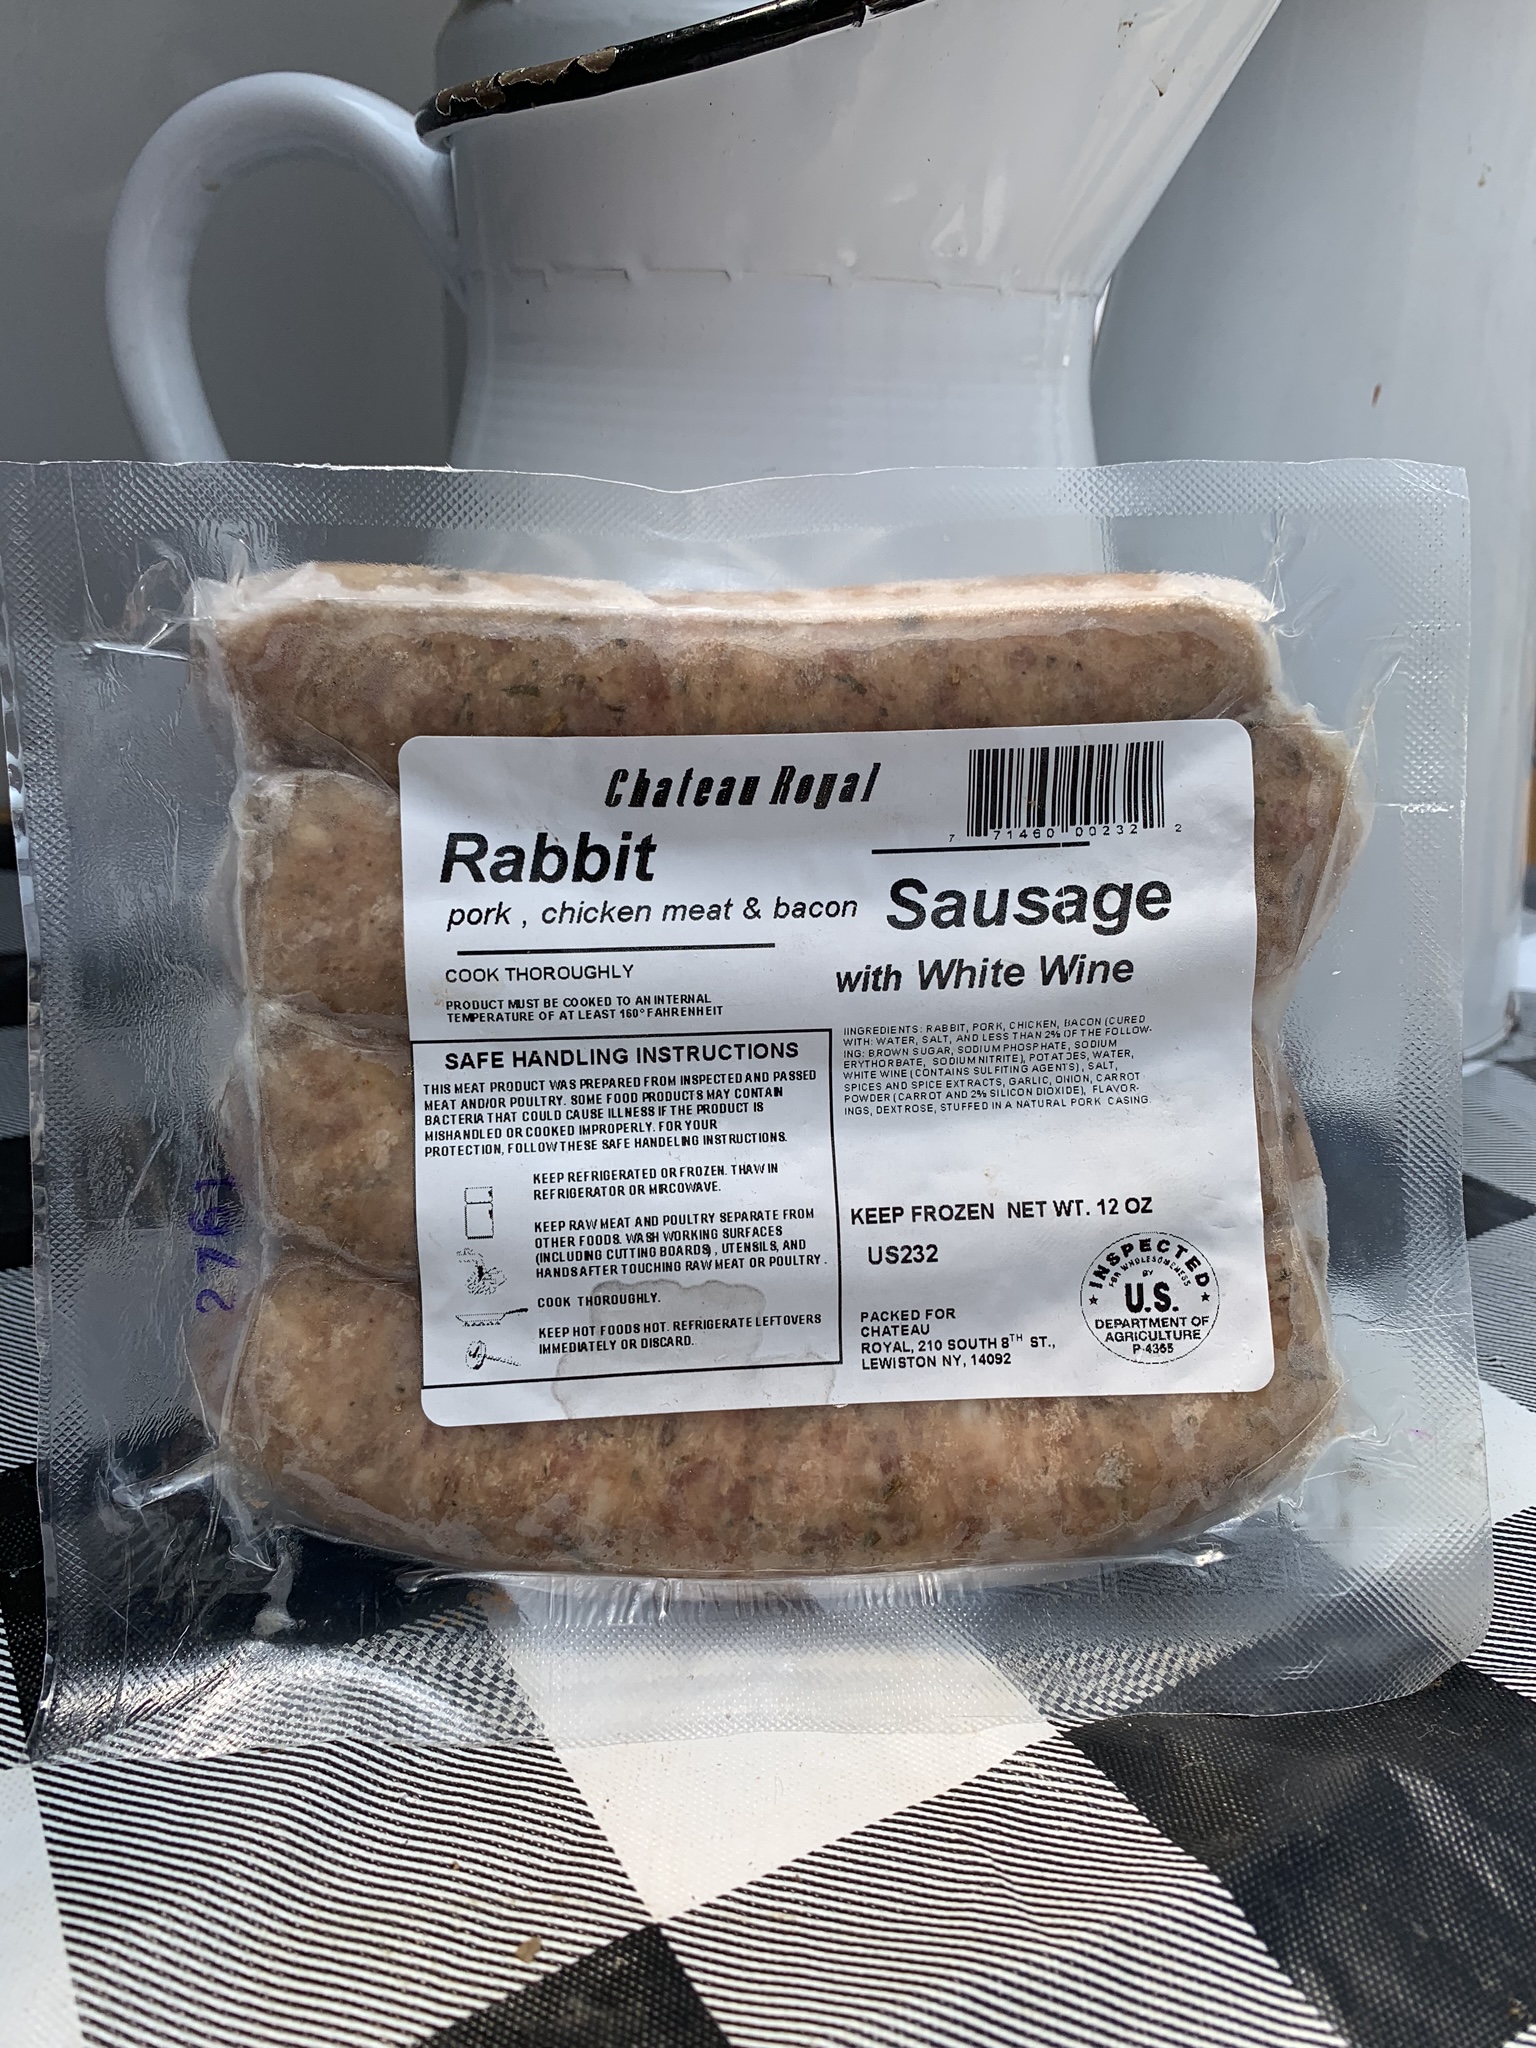 Chateau Royal
7 71460 00232 2
Rabbit
pork , chicken meat & bacon
Sausage
with White Wine
COOK THOROUGHLY
PRODUCT MUST BE COOKED TO AN INTERNAL
TEMPERATURE OF AT LEAST 160° FAHRENHEIT
SAFE HANDLING INSTRUCTIONS
THIS MEAT PRODUCT WAS PREPARED FROM INSPECTED AND PASSED
MEAT AND/OR POULTRY. SOME FOOD PRODUCTS MAY CONTAIN
BACTERIA THAT COULD CAUSE ILLNESS IF THE PRODUCT IS
MISHANDLED OR COOKED IMPROPERLY. FOR YOUR
PROTECTION, FOLLOW THESE SAFE HANDELING INSTRUCTIONS.
KEEP REFRIGERATED OR FROZEN. THAW IN
REFRIGERATOR OR MIRCOWAVE.
KEEP RAW MEAT AND POULTRY SEPARATE FROM
OTHER FOODS. WASH WORKING SURFACES
(INCLUDING CUTTING BOARDS) , UTENSILS, AND
HANDS AFTER TOUCHING RAW MEAT OR POULTRY .
COOK THOROUGHLY.
KEEP HOT FOODS HOT. REFRIGERATE LEFTOVERS
IMMEDIATELY OR DISCARD.
IINGREDIENTS: RABBIT, PORK, CHICKEN, BACON (CURED
WITH: WATER, SALT, AND LESS THAN 2% OF THE FOLLOW-
ING: BROWN SUGAR, SODIUM PHOSPHATE, SODIUM
ERYTHORBATE, SODIUM NITRITE), POTATOES, WATER,
WHITE WINE (CONTAINS SULFITING AGENTS), SALT,
SPICES AND SPICE EXTRACTS, GARLIC, ONION, CARROT
POWDER (CARROT AND 2% SILICON DIOXIDE), FLAVOR-
INGS, DEXTROSE, STUFFED IN A NATURAL PORK CASING.
KEEP FROZEN NET WT. 12 OZ
US232
PACKED FOR
CHATEAU
ROYAL, 210 SOUTH 8TH ST.,
LEWISTON NY, 14092
INSPECTED
FOR WHOLESOMENESS
BY
U.S.
DEPARTMENT OF
AGRICULTURE
P-4365
2761